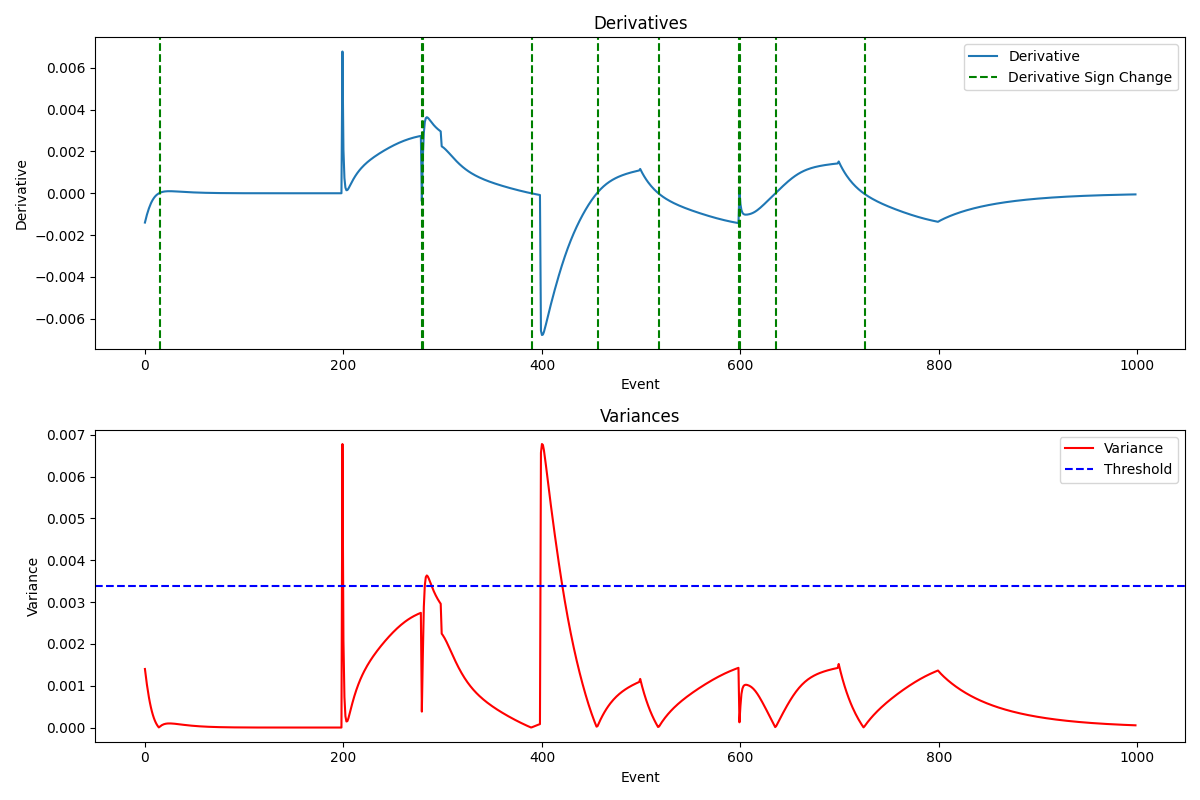 Derivatives
Derivative
Derivative Sign Change
0.006
0.004
0.002
0.000
−0.002
−0.004
−0.006
Derivative
0 200 400 600 800 1000
Event
Variances
Variance
Threshold
0.007
0.006
0.005
0.004
0.003
0.002
0.001
0.000
Variance
0 200 400 600 800 1000
Event